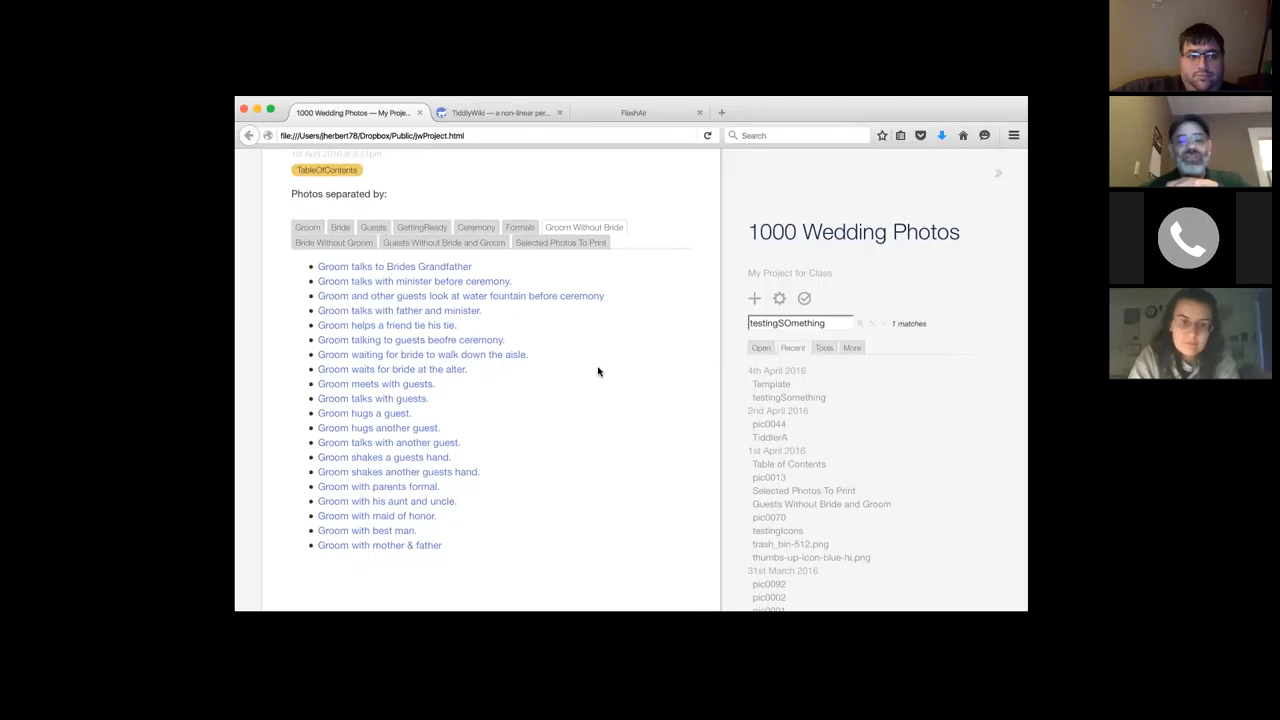 1000 Wedding Photos — My Proje...
TiddlyWiki — a non-linear per...
FlashAir
file:///Users/jherbert78/Dropbox/Public/jwProject.html
Search
1st April 2016 at 8:31pm
TableOfContents
Photos separated by:
Groom Bride Guests GettingReady Ceremony Formals Groom Without Bride
Bride Without Groom Guests Without Bride and Groom Selected Photos To Print
Groom talks to Brides Grandfather
Groom talks with minister before ceremony.
Groom and other guests look at water fountain before ceremony
Groom talks with father and minister.
Groom helps a friend tie his tie.
Groom talking to guests beofre ceremony.
Groom waiting for bride to walk down the aisle.
Groom waits for bride at the alter.
Groom meets with guests.
Groom talks with guests.
Groom hugs a guest.
Groom hugs another guest.
Groom talks with another guest.
Groom shakes a guests hand.
Groom shakes another guests hand.
Groom with parents formal.
Groom with his aunt and uncle.
Groom with maid of honor.
Groom with best man.
Groom with mother & father
1000 Wedding Photos
My Project for Class
testingSOmething
1 matches
Open Recent Tools More
4th April 2016
Template
testingSomething
2nd April 2016
pic0044
TiddlerA
1st April 2016
Table of Contents
pic0013
Selected Photos To Print
Guests Without Bride and Groom
pic0070
testingIcons
trash_bin-512.png
thumbs-up-icon-blue-hi.png
31st March 2016
pic0092
pic0002
pic0001